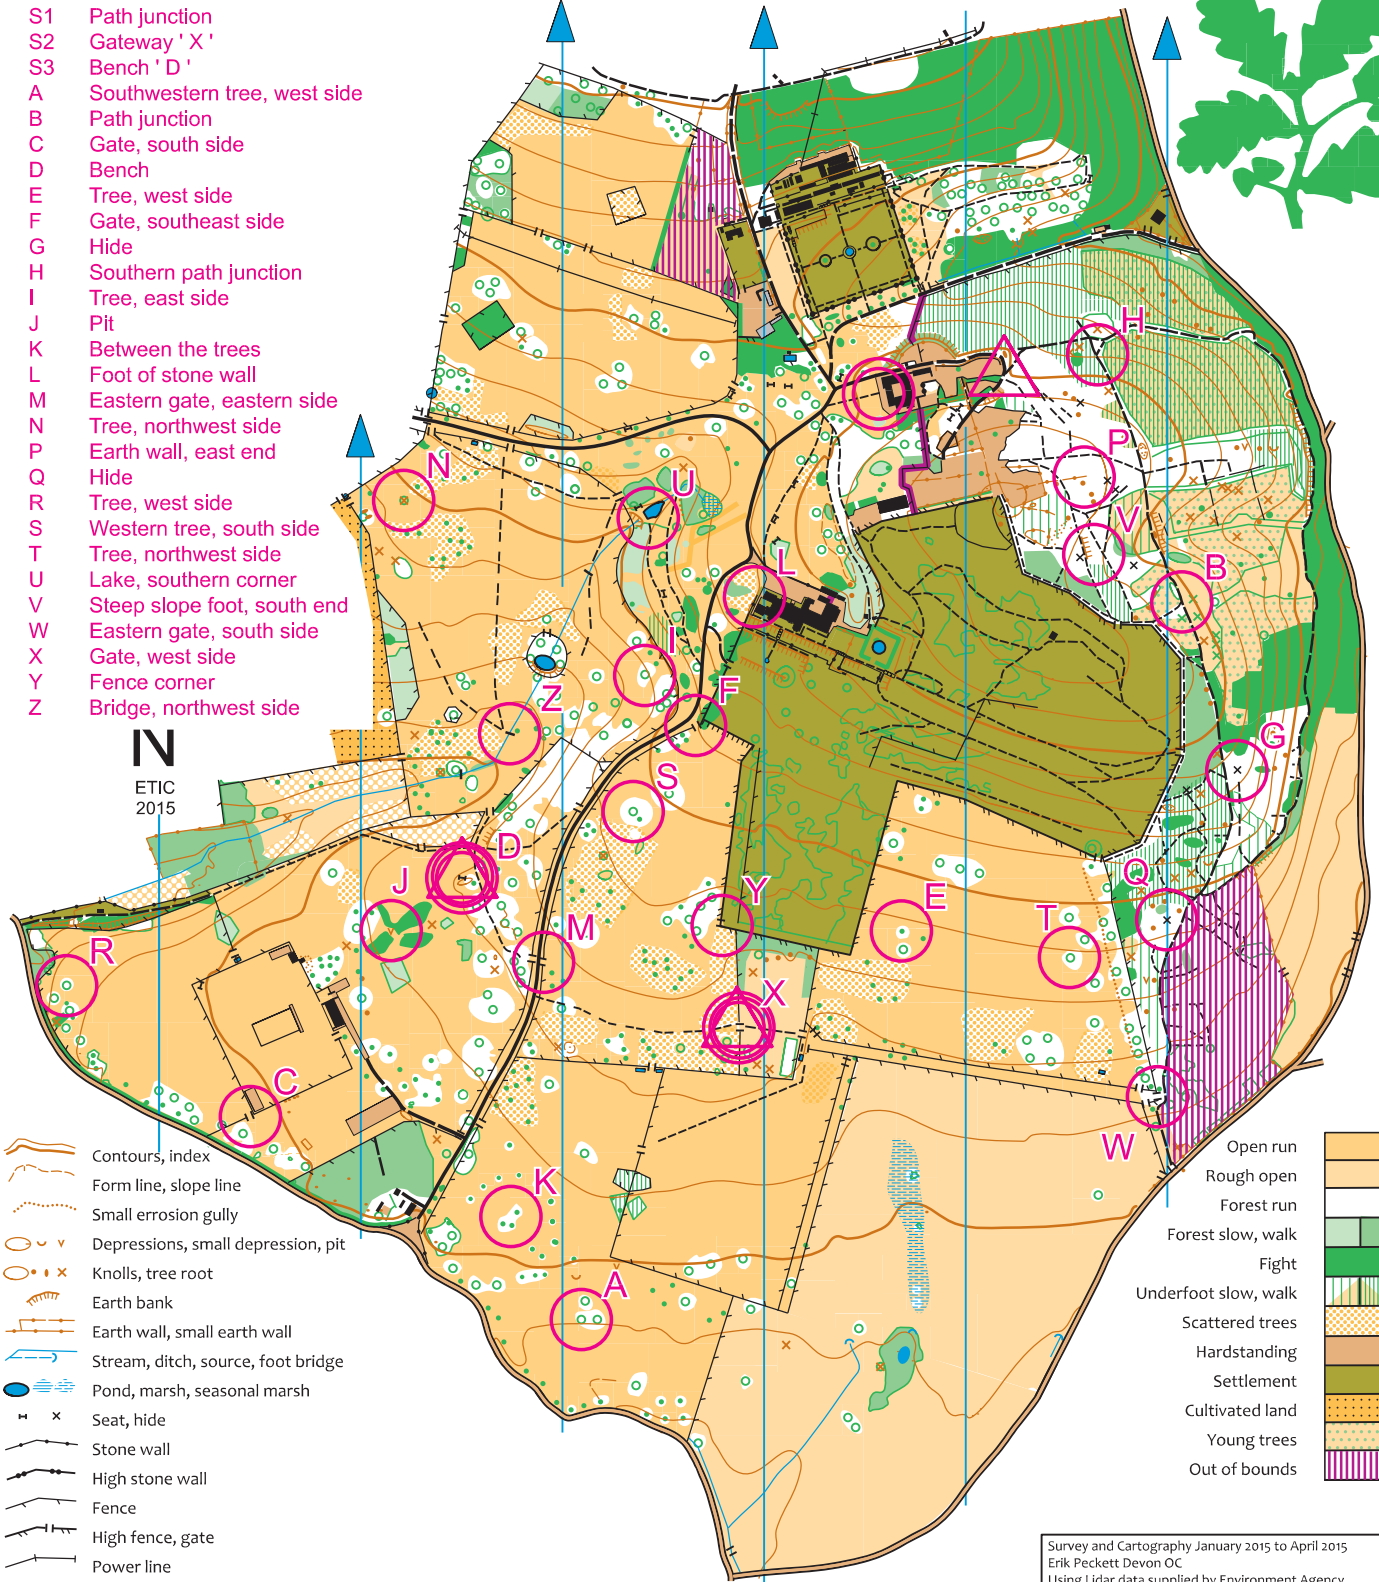 S1 Path junction
S2 Gateway ' X '
S3 Bench ' D '
A Southwestern tree, west side
B Path junction
C Gate, south side
D Bench
E Tree, west side
F Gate, southeast side
G Hide
H Southern path junction
I Tree, east side
J Pit
K Between the trees
L Foot of stone wall
M Eastern gate, eastern side
N Tree, northwest side
P Earth wall, east end
Q Hide
R Tree, west side
S Western tree, south side
T Tree, northwest side
U Lake, southern corner
V Steep slope foot, south end
W Eastern gate, south side
X Gate, west side
Y Fence corner
Z Bridge, northwest side
N
ETIC
2015
H
N
P
U
V
L
B
I
F
Z
G
S
D
J
Q
Y
E
T
M
R
X
C
W
K
A
Contours, index
Form line, slope line
Small errosion gully
Depressions, small depression, pit
Knolls, tree root
Earth bank
Earth wall, small earth wall
Stream, ditch, source, foot bridge
Pond, marsh, seasonal marsh
Seat, hide
Stone wall
High stone wall
Fence
High fence, gate
Power line
Open run
Rough open
Forest run
Forest slow, walk
Fight
Underfoot slow, walk
Scattered trees
Hardstanding
Settlement
Cultivated land
Young trees
Out of bounds
Survey and Cartography January 2015 to April 2015
Erik Peckett Devon OC
Using Lidar data supplied by Environment Agency